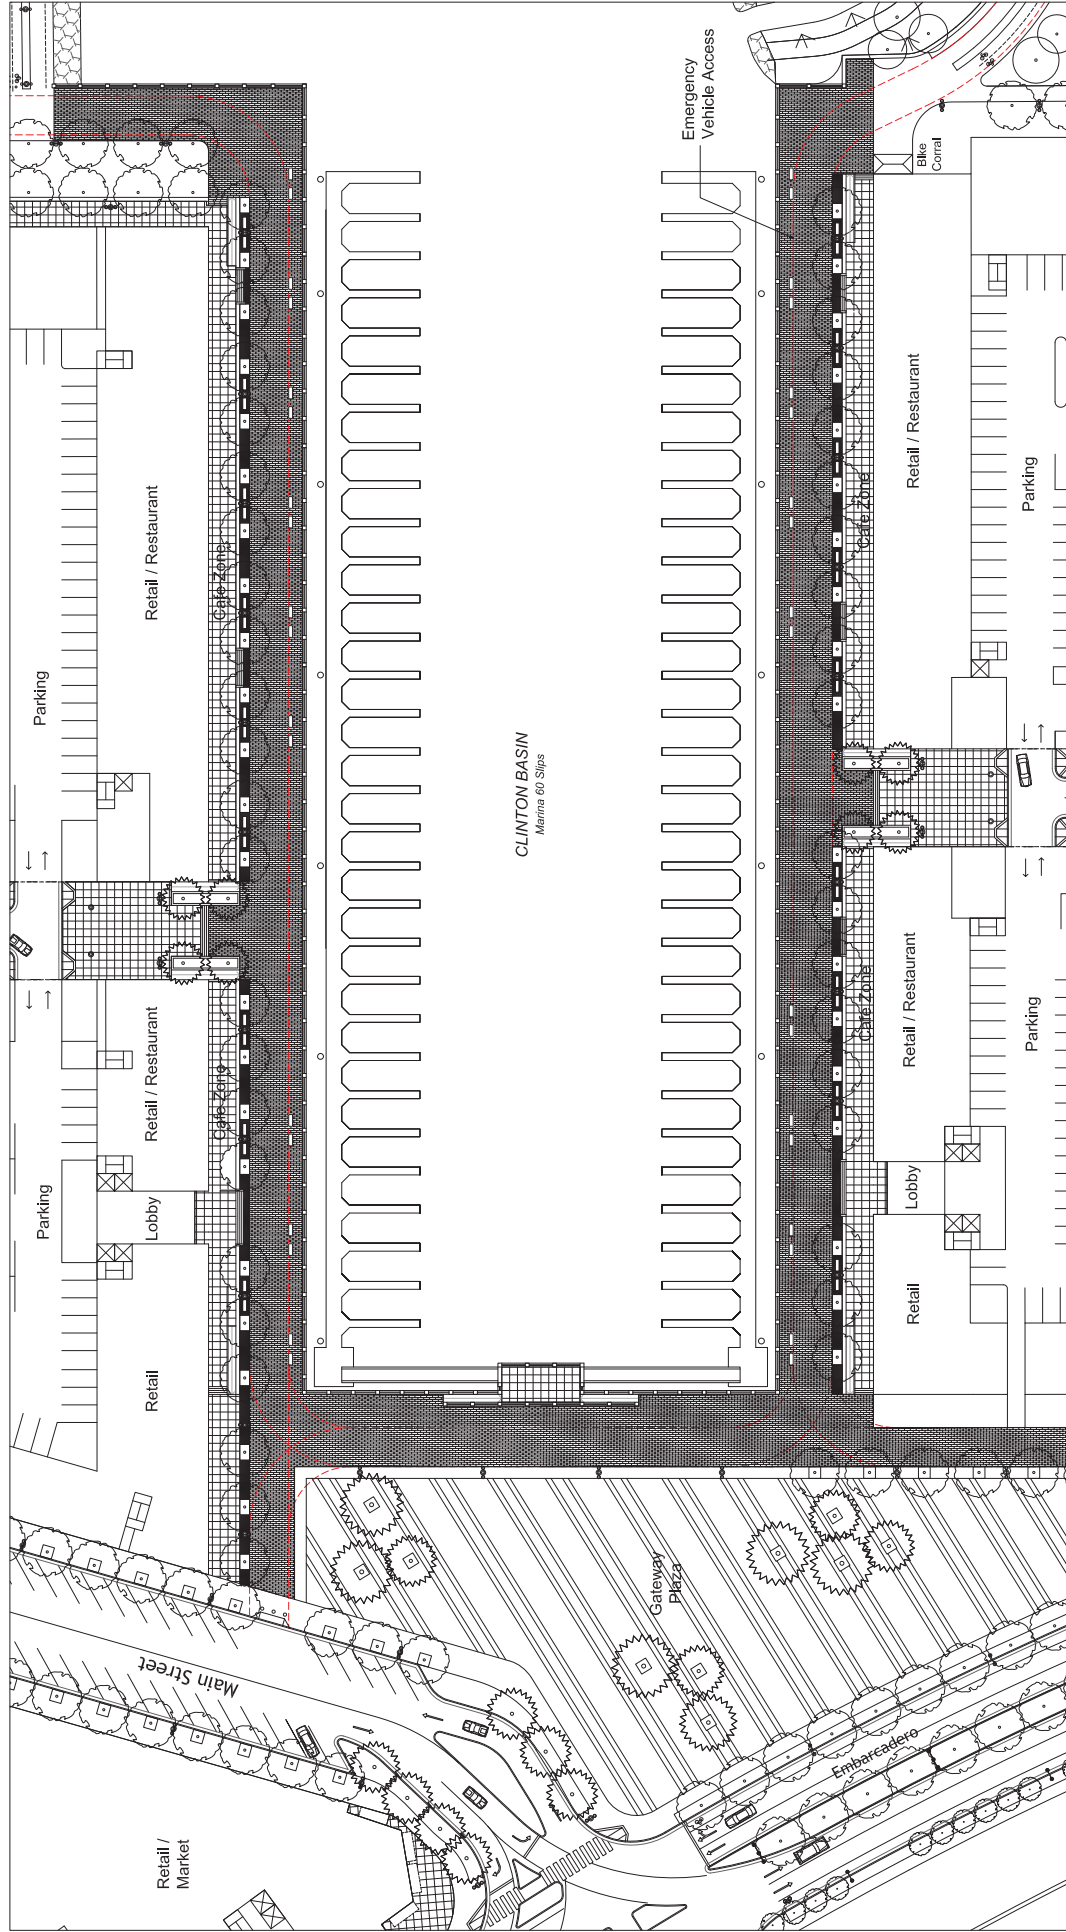 Emergency
Vehicle Access
Bike
Corral
Retail / Restaurant
Cafe Zone
Parking
Retail / Restaurant
Cafe Zone
Parking
CLINTON BASIN
Marina 60 Slips
Retail / Restaurant
Cafe Zone
Parking
Retail / Restaurant
Cafe Zone
Parking
Lobby
Lobby
Retail
Retail
Gateway
Plaza
Main Street
Embarcadero
Retail /
Market